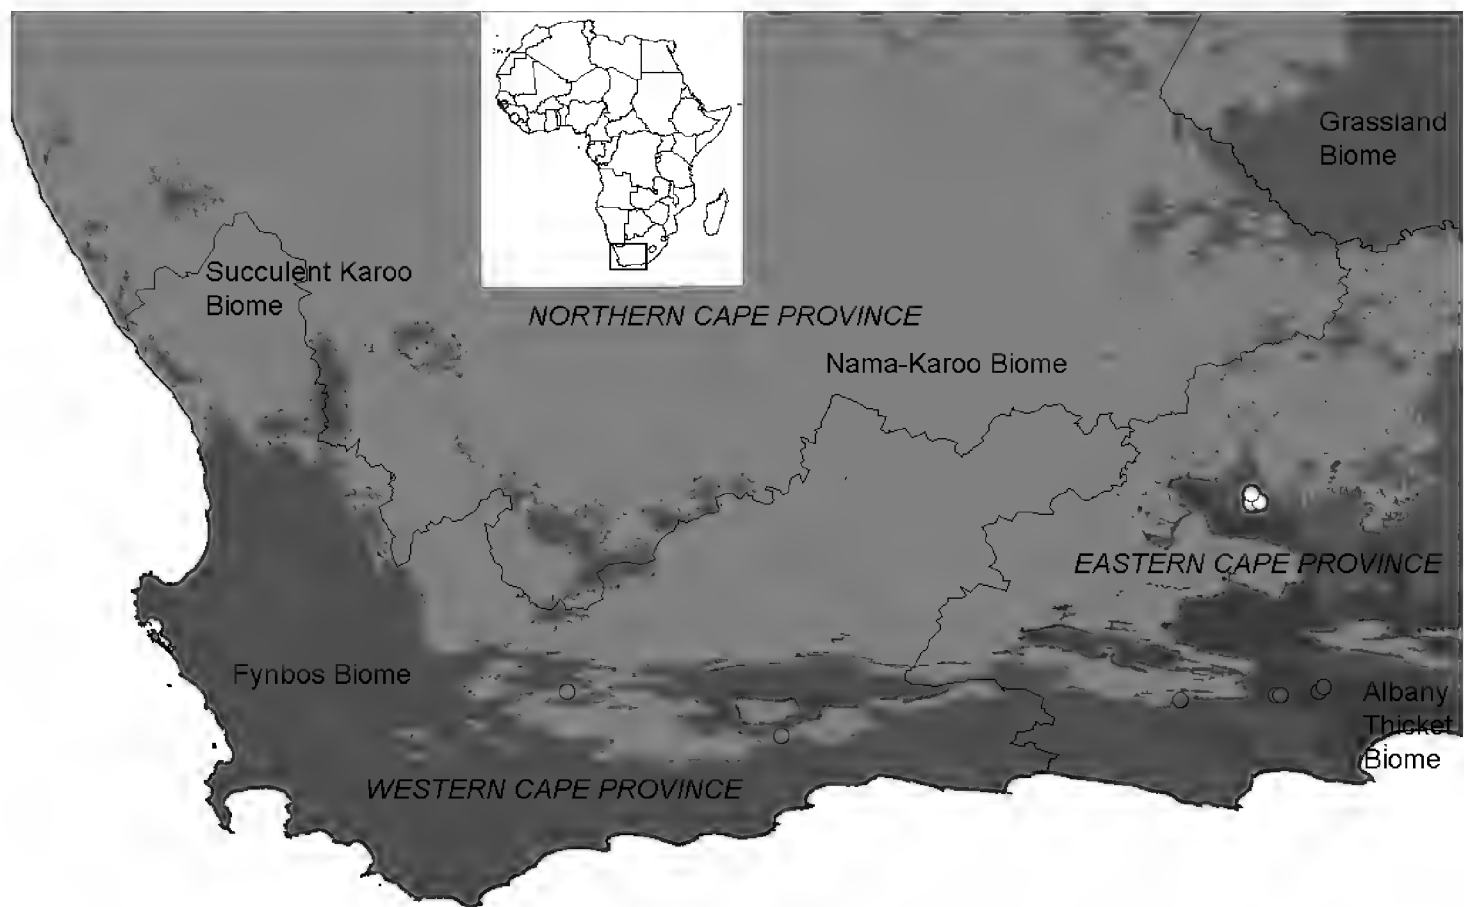 Grassland
Biome
Succulent Karoo
Biome
NORTHERN CAPE PROVINCE
Nama-Karoo Biome
EASTERN CAPE PROVINCE
Fynbos Biome
Albany
Thicket
Biome
WESTERN CAPE PROVINCE